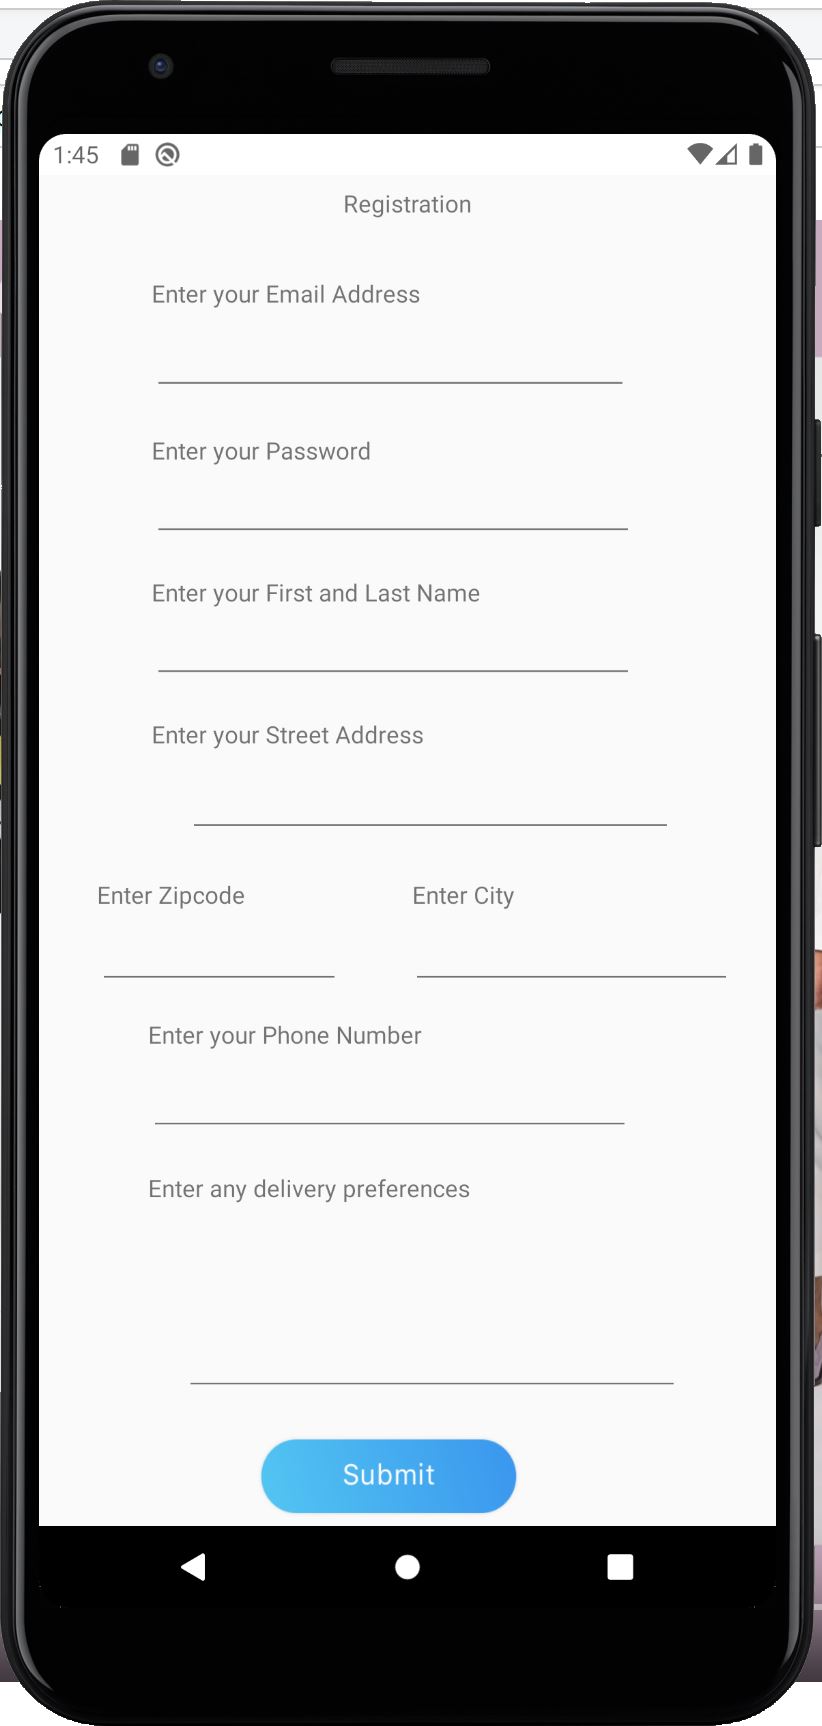 1:45
Registration
Enter your Email Address
Enter your Password
Enter your First and Last Name
Enter your Street Address
Enter Zipcode Enter City
Enter your Phone Number
Enter any delivery preferences
Submit